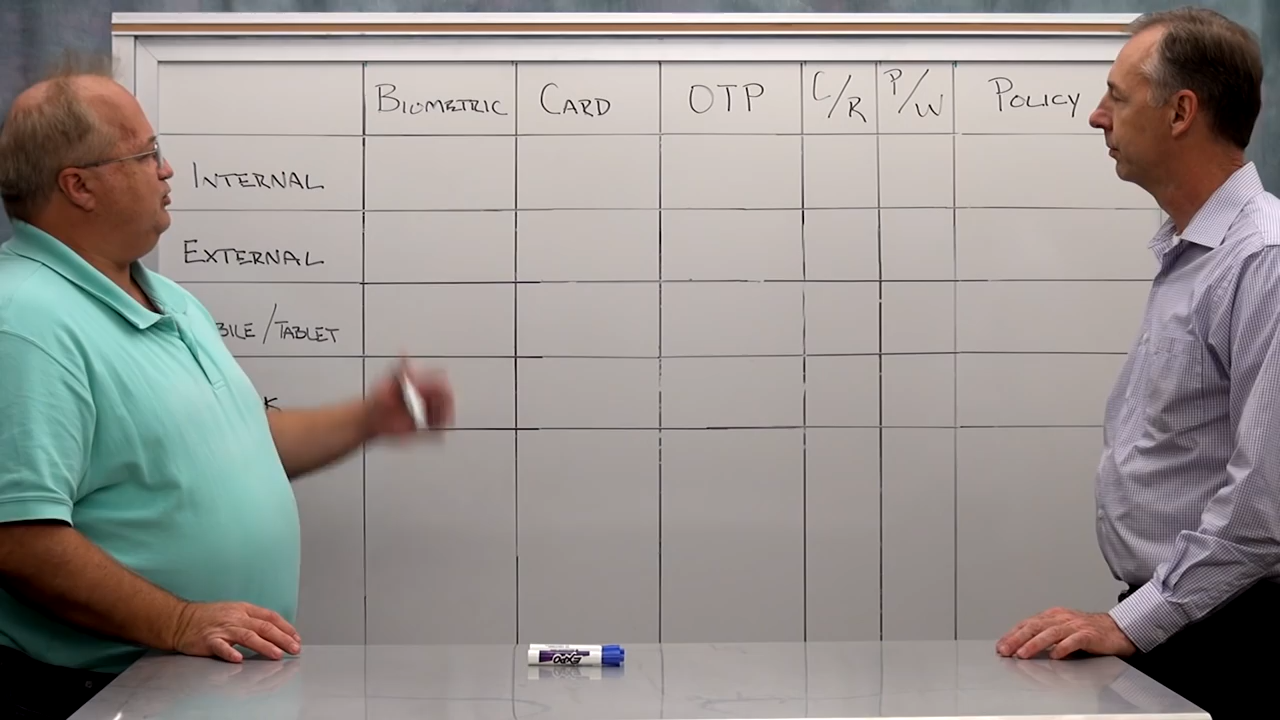 BIOMETRIC CARD OTP C/R P/W POLICY
INTERNAL
EXTERNAL
BILE/TABLET
K
EXPO